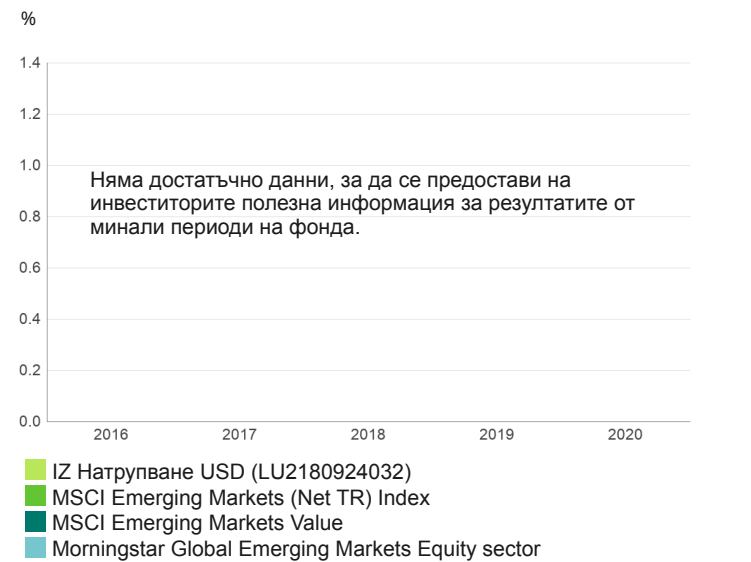 %
1.4
1.2
1.0
Няма достатъчно данни, за да се предостави на
инвеститорите полезна информация за резултатите от
минали периоди на фонда.
0.8
0.6
0.4
0.2
0.0
2016 2017 2018 2019 2020
IZ Натрупване USD (LU2180924032)
MSCI Emerging Markets (Net TR) Index
MSCI Emerging Markets Value
Morningstar Global Emerging Markets Equity sector